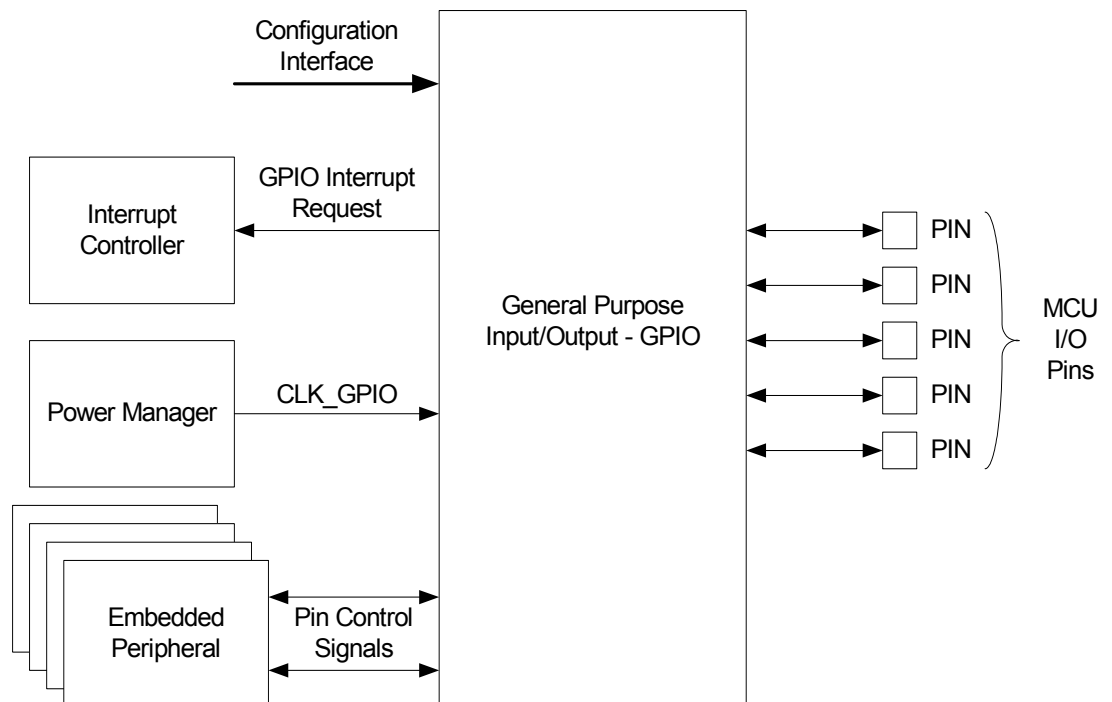 Configuration
Interface
Interrupt
Controller
GPIO Interrupt
Request
Power Manager
CLK_GPIO
Embedded
Peripheral
Pin Control
Signals
General Purpose
Input/Output - GPIO
PIN
PIN
PIN
PIN
PIN
MCU
I/O
Pins